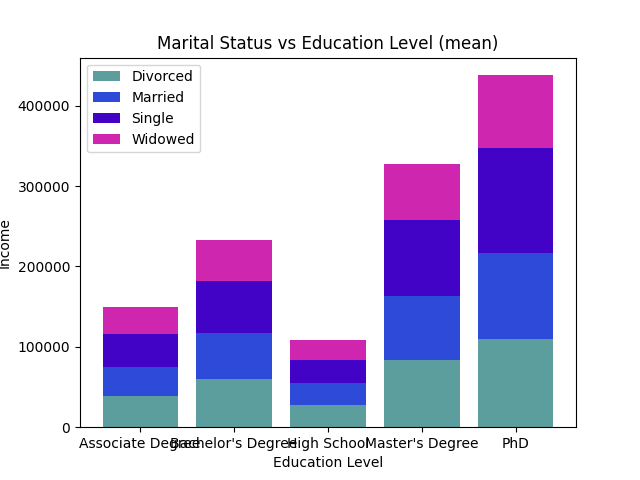 Marital Status vs Education Level (mean)
Divorced
Married
Single
Widowed
Income
400000
300000
200000
100000
0
Associate Degree
Bachelor's Degree
High School
Master's Degree
PhD
Education Level